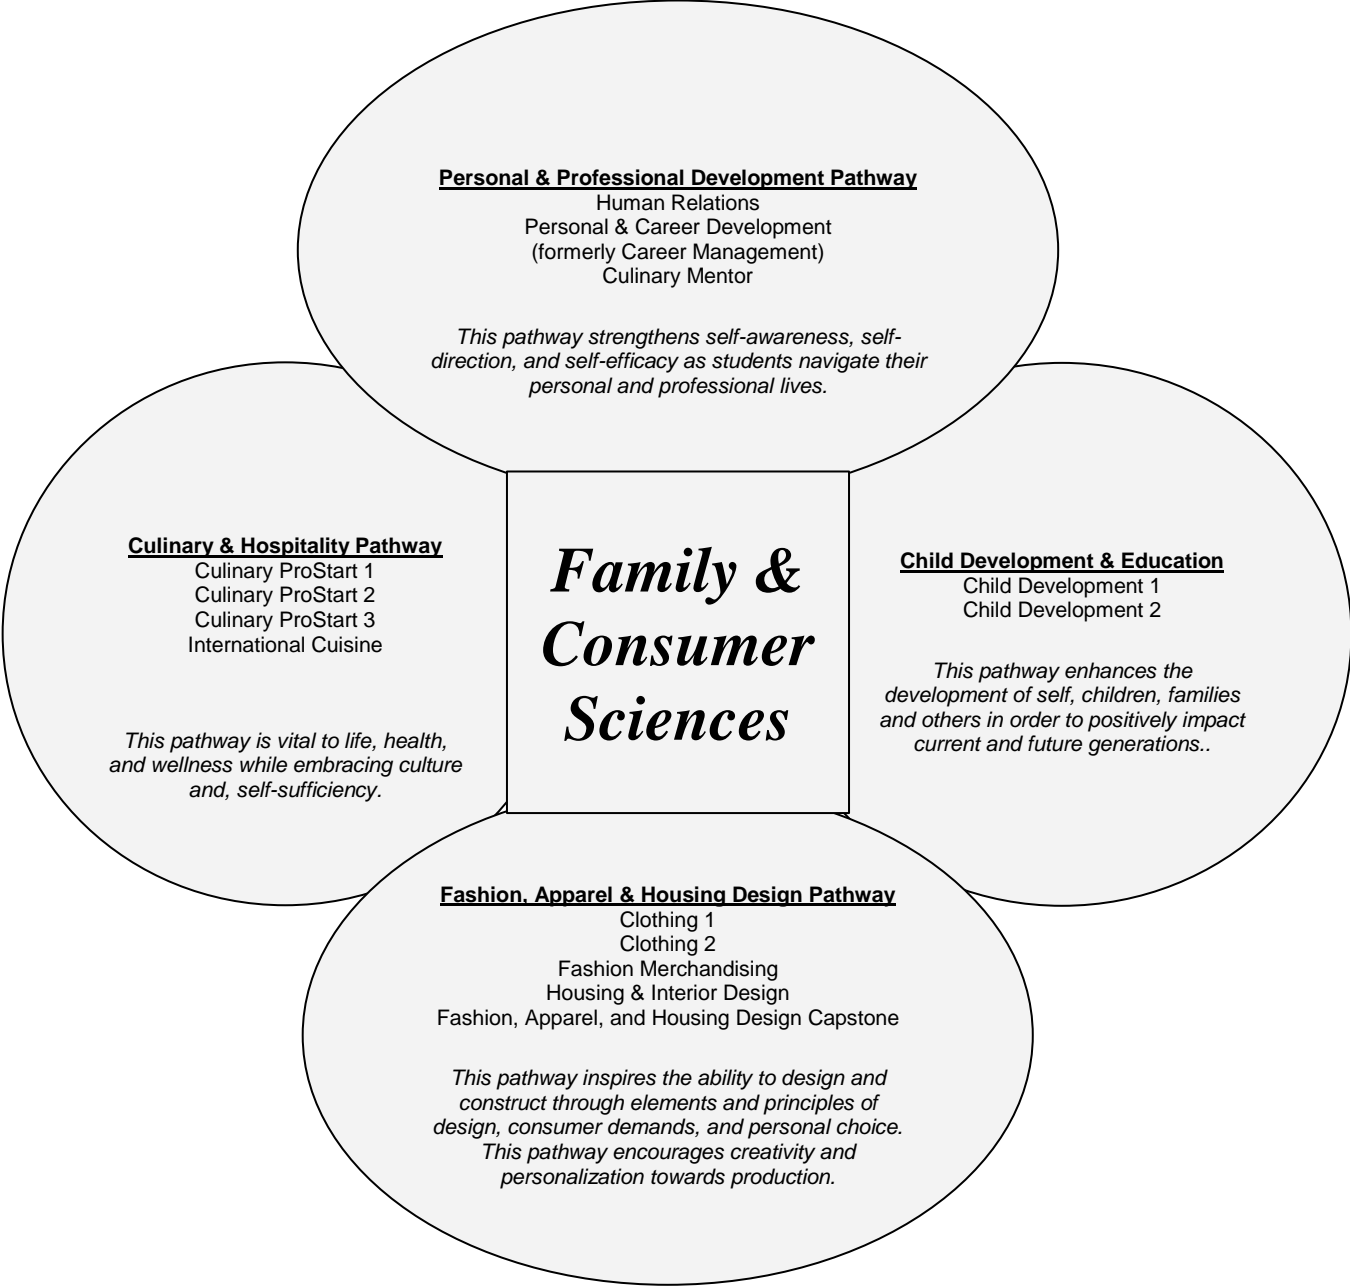 Personal & Professional Development Pathway
Human Relations
Personal & Career Development
(formerly Career Management)
Culinary Mentor
This pathway strengthens self-awareness, self-
direction, and self-efficacy as students navigate their
personal and professional lives.
Culinary & Hospitality Pathway
Culinary ProStart 1
Culinary ProStart 2
Culinary ProStart 3
International Cuisine
This pathway is vital to life, health,
and wellness while embracing culture
and, self-sufficiency.
Family &
Consumer
Sciences
Child Development & Education
Child Development 1
Child Development 2
This pathway enhances the
development of self, children, families
and others in order to positively impact
current and future generations..
Fashion, Apparel & Housing Design Pathway
Clothing 1
Clothing 2
Fashion Merchandising
Housing & Interior Design
Fashion, Apparel, and Housing Design Capstone
This pathway inspires the ability to design and
construct through elements and principles of
design, consumer demands, and personal choice.
This pathway encourages creativity and
personalization towards production.